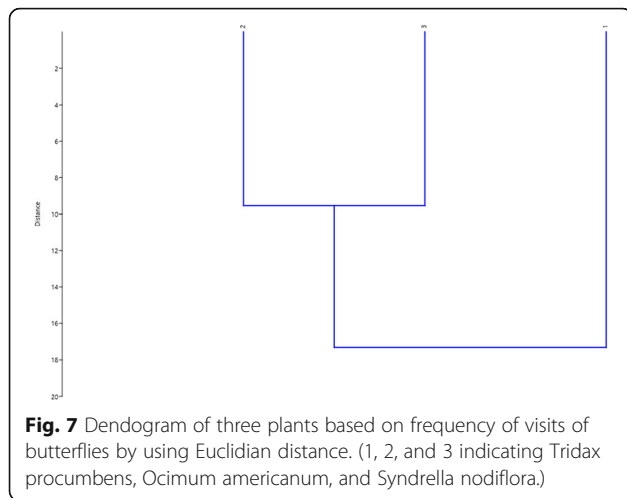 2 3 1
2
4
6
8
10
12
14
16
18
20
Distance
Fig. 7 Dendogram of three plants based on frequency of visits of
butterflies by using Euclidian distance. (1, 2, and 3 indicating Tridax
procumbens, Ocimum americanum, and Syndrella nodiflora.)